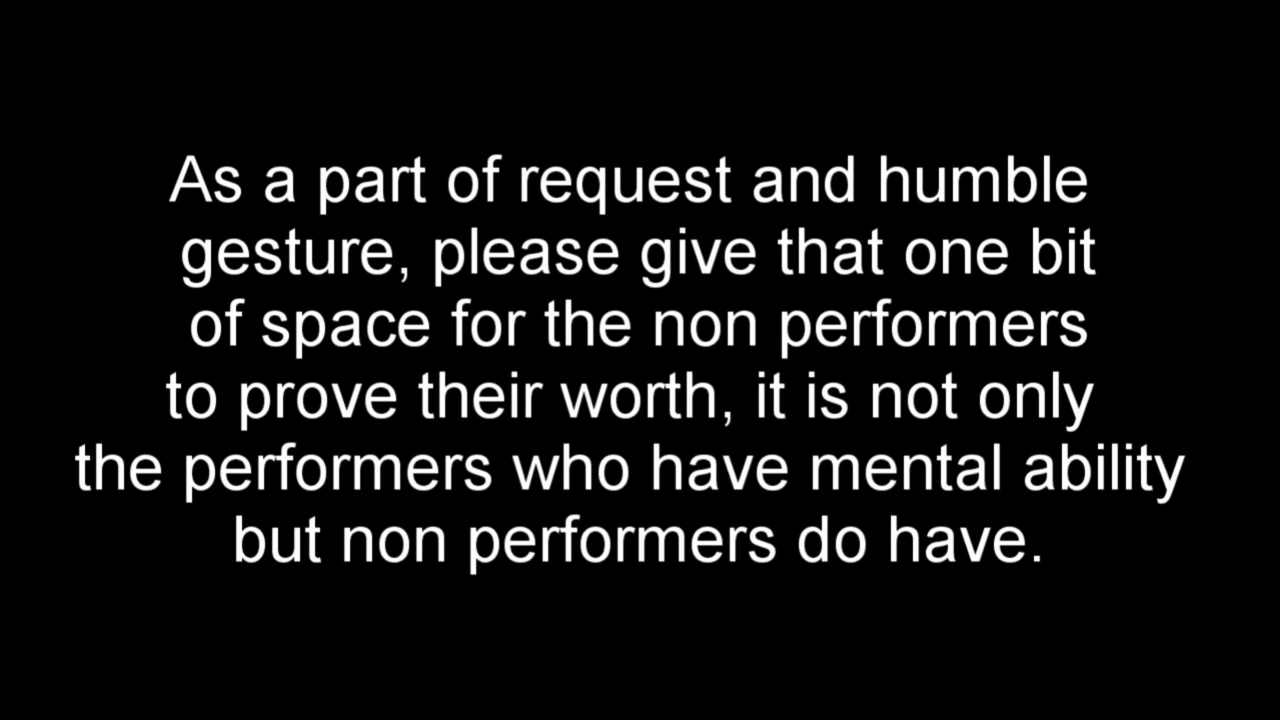 As a part of request and humble
gesture, please give that one bit
of space for the non performers
to prove their worth, it is not only
the performers who have mental ability
but non performers do have.